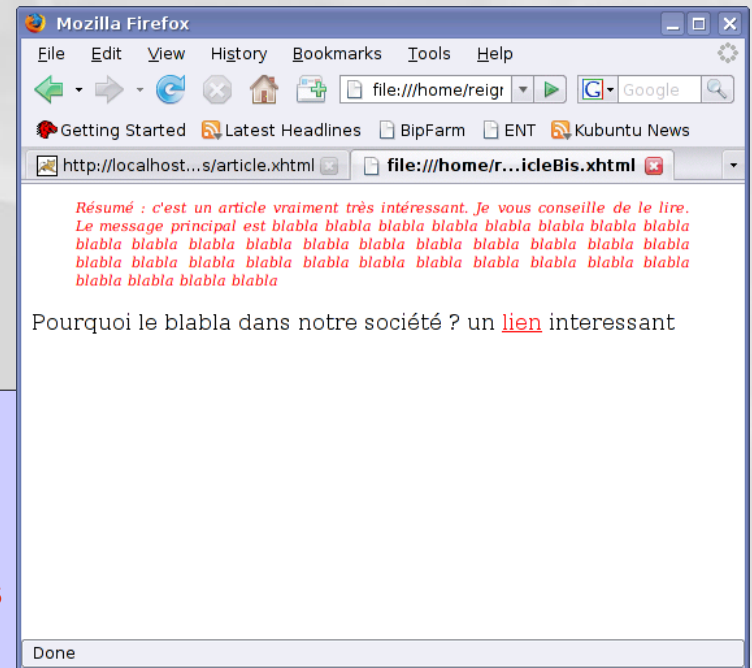 Mozilla Firefox
File Edit View History Bookmarks Tools Help
file:///home/reigr G Google
Getting Started Latest Headlines BipFarm ENT Kubuntu News
http://localhost...s/article.xhtml file:///home/r...icleBis.xhtml
Résumé : c'est un article vraiment très intéressant. Je vous conseille de le lire.
Le message principal est blabla blabla blabla blabla blabla blabla blabla blabla
blabla blabla blabla blabla blabla blabla blabla blabla blabla blabla blabla
blabla blabla blabla blabla blabla blabla blabla blabla blabla blabla blabla
blabla blabla blabla blabla
Pourquoi le blabla dans notre société ? un lien interessant
Done